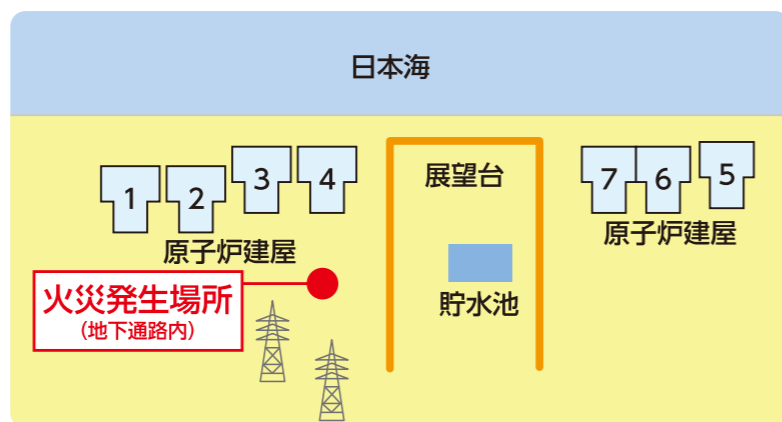 日本海
1
2
3
4
展望台
7
6
5
原子炉建屋
原子炉建屋
火災発生場所
(地下通路内)
貯水池